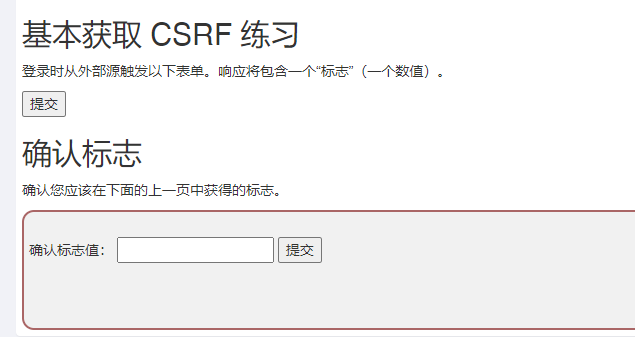 基本获取 CSRF 练习
登录时从外部源触发以下表单。响应将包含一个“标志”（一个数值）。
提交
确认标志
确认您应该在下面的上一页中获得的标志。
确认标志值： 提交